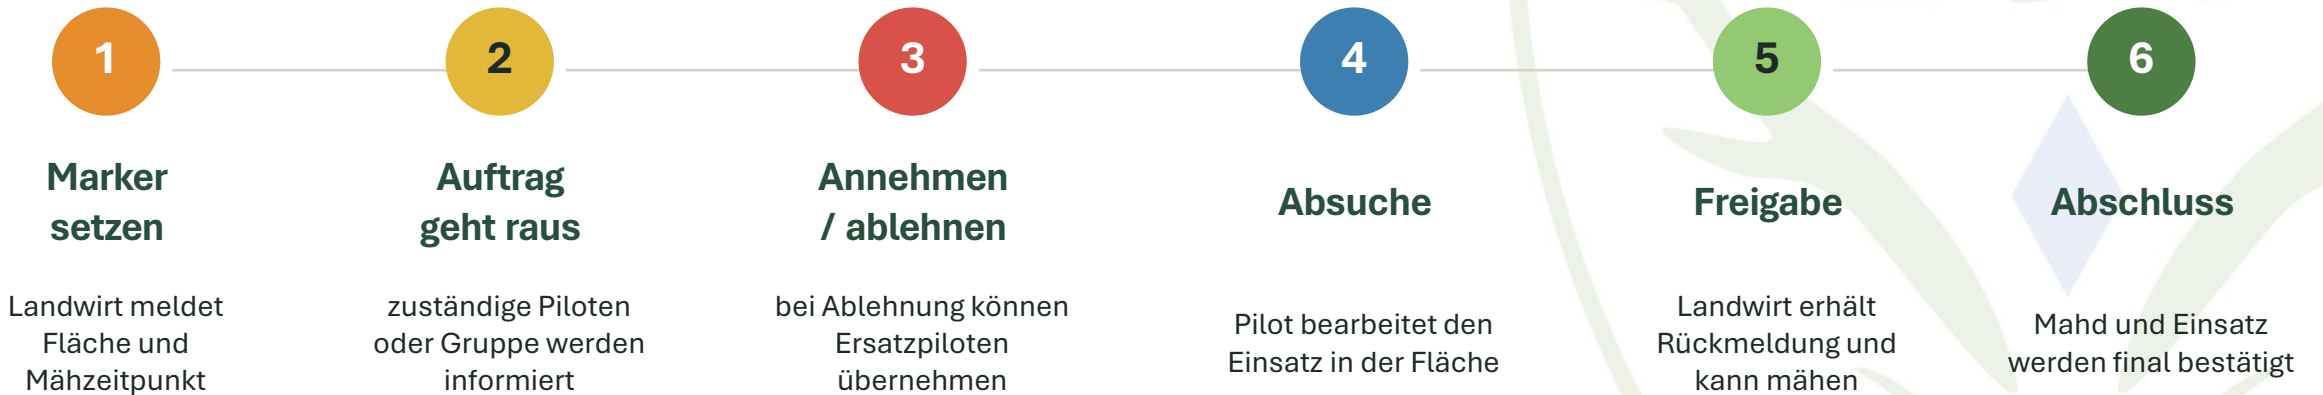 1
Marker
setzen
Landwirt meldet
Fläche und
Mähzeitpunkt
2
Auftrag
geht raus
zuständige Piloten
oder Gruppe werden
informiert
3
Annehmen
/ ablehnen
bei Ablehnung können
Ersatzpiloten
übernehmen
4
Absuche
Pilot bearbeitet den
Einsatz in der Fläche
5
Freigabe
Landwirt erhält
Rückmeldung und
kann mähen
6
Abschluss
Mahd und Einsatz
werden final bestätigt